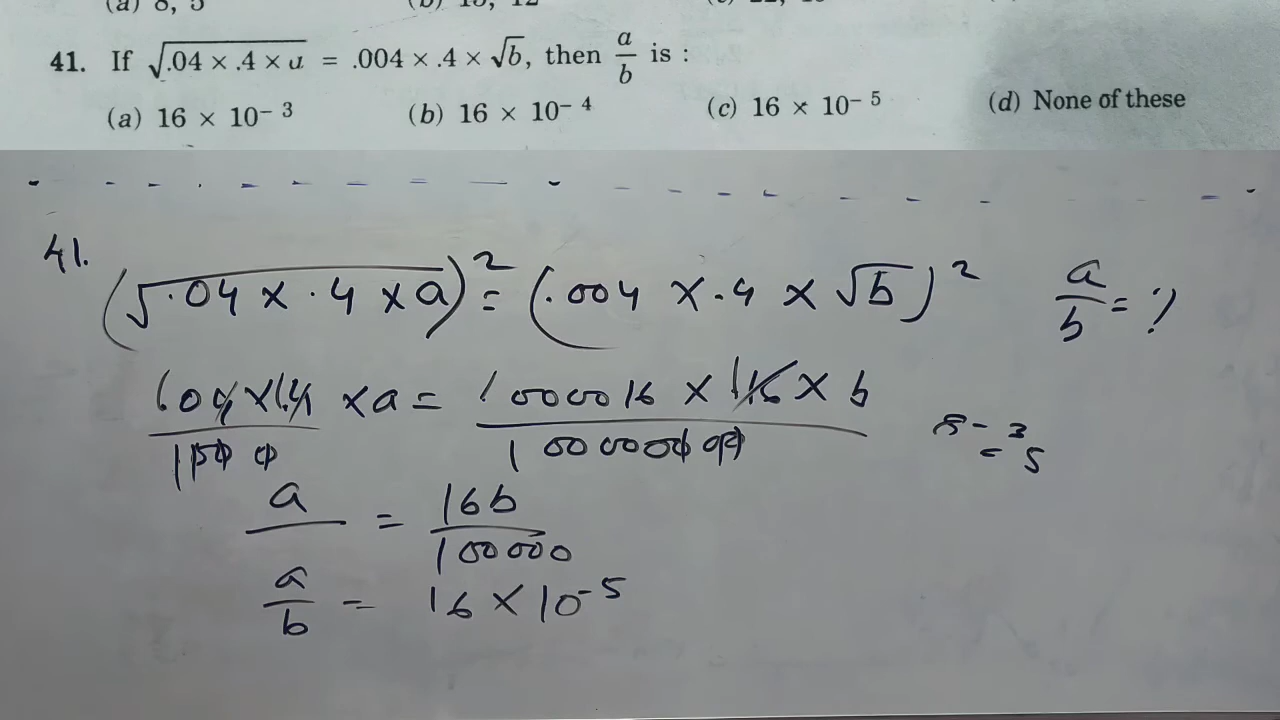 41. If √.04 × .4 × a = .004 × .4 × √b, then a/b is :
(a) 16 × 10⁻³ (b) 16 × 10⁻⁴ (c) 16 × 10⁻⁵ (d) None of these
41.
(√.04 × .4 × a)² = (.004 × .4 × √b)² a/b = ?
a = 16b/100000
a/b = 16 × 10⁻⁵